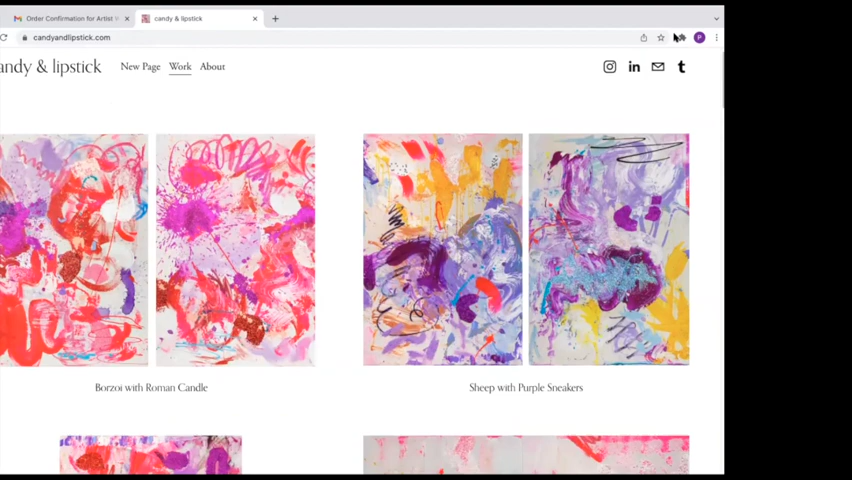 Order Confirmation for Artist
candy & lipstick
candyandlipstick.com
P
andy & lipstick
New Page
Work
About
Borzoi with Roman Candle
Sheep with Purple Sneakers